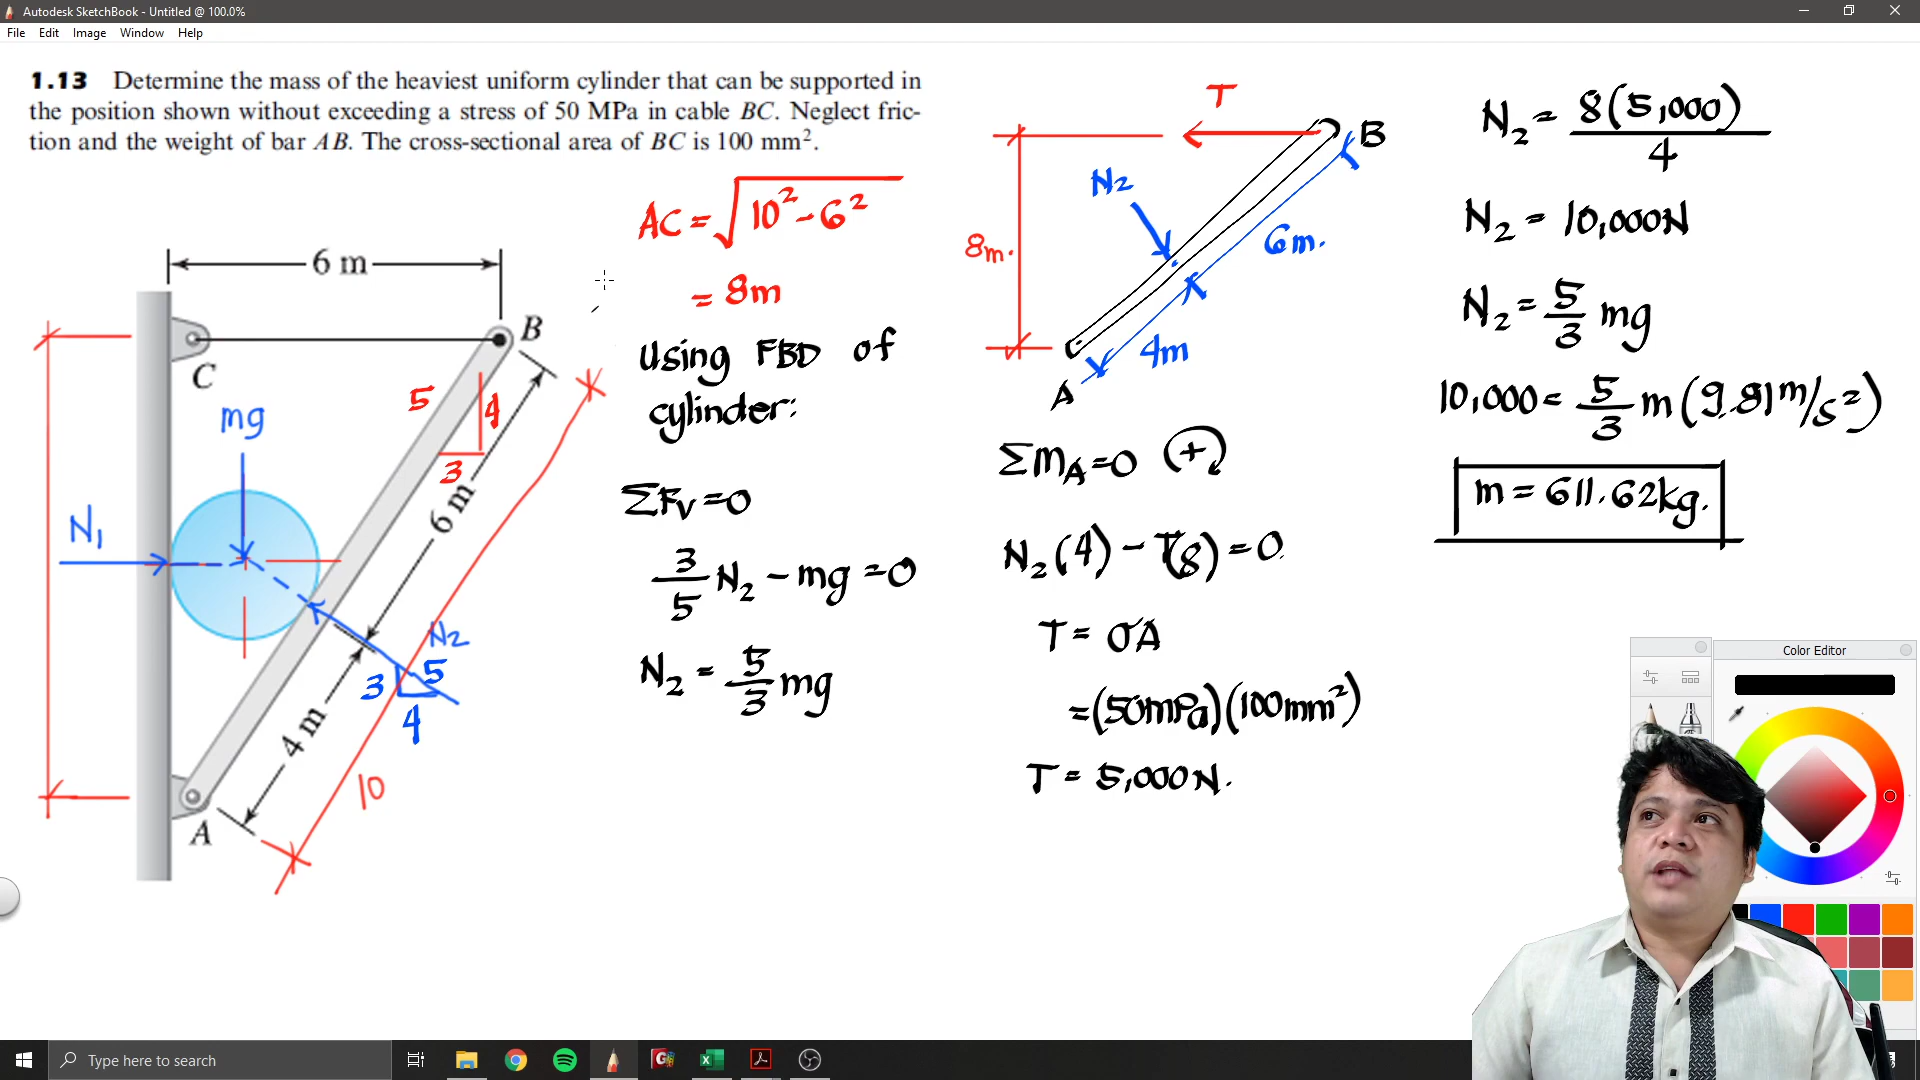 Autodesk SketchBook - Untitled @ 100.0%
File Edit Image Window Help
1.13 Determine the mass of the heaviest uniform cylinder that can be supported in
the position shown without exceeding a stress of 50 MPa in cable BC. Neglect fric-
tion and the weight of bar AB. The cross-sectional area of BC is 100 mm².
6 m
B
C
mg
5
4
3
6 m
N₁
N₂
3
5
4
4 m
10
A
AC = √10² - 6²
= 8m
Using FBD of
cylinder:
ΣFv = 0
3/5 N₂ - mg = 0
N₂ = 5/3 mg
T
B
N₂
8m.
6m.
4m
A
ΣMA = 0 (+)
N₂(4) - T(8) = 0
T = σA
= (50MPa)(100mm²)
T = 5,000N.
N₂ = 8(5,000)/4
N₂ = 10,000N
N₂ = 5/3 mg
10,000 = 5/3 m(9.81m/s²)
m = 611.62kg.
Color Editor
Type here to search